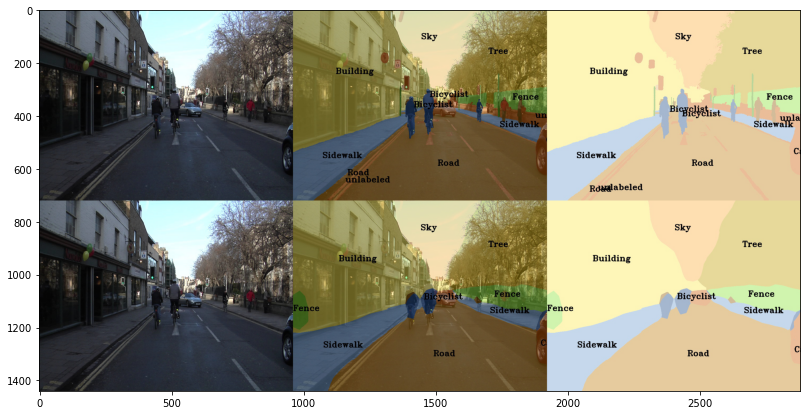 0
200
400
600
800
1000
1200
1400
0
500
1000
1500
2000
2500
Sky
Tree
Building
Bicyclist
Fence
Bicyclist
Sidewalk
Sidewalk
Road
Road
unlabeled
Sky
Tree
Building
Fence
Bicyclist
Bicyclist
Sidewalk
Sidewalk
Road
Road
unlabeled
Sky
Tree
Building
Fence
Bicyclist
Fence
Sidewalk
Sidewalk
Road
Sky
Tree
Building
Fence
Bicyclist
Fence
Sidewalk
Sidewalk
Road